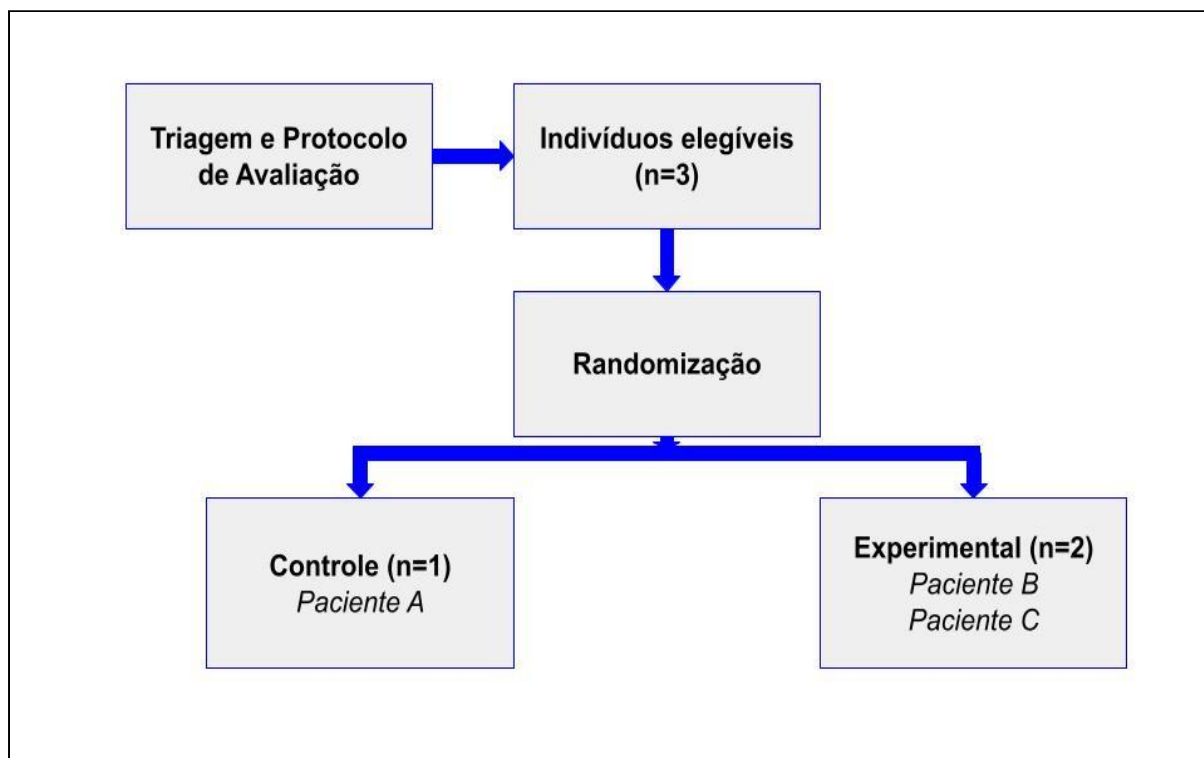 Triagem e Protocolo
de Avaliação
Indivíduos elegíveis
(n=3)
Randomização
Controle (n=1)
Paciente A
Experimental (n=2)
Paciente B
Paciente C